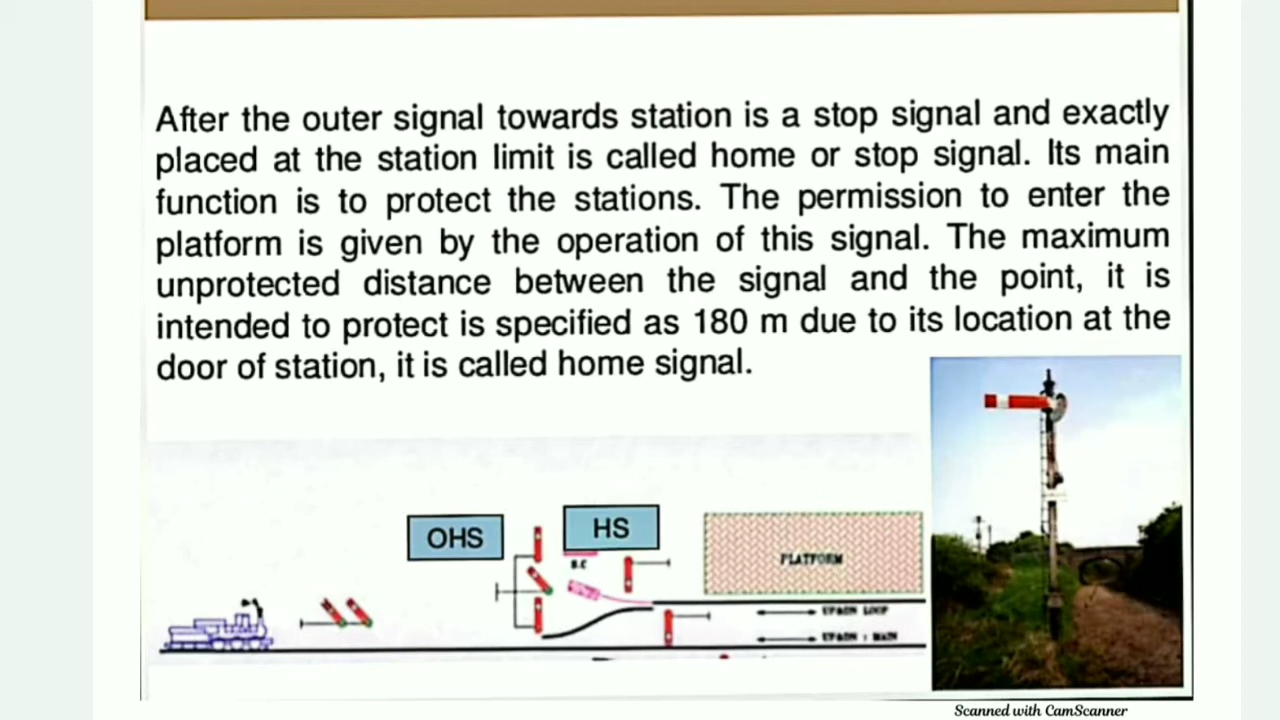 After the outer signal towards station is a stop signal and exactly
placed at the station limit is called home or stop signal. Its main
function is to protect the stations. The permission to enter the
platform is given by the operation of this signal. The maximum
unprotected distance between the signal and the point, it is
intended to protect is specified as 180 m due to its location at the
door of station, it is called home signal.
OHS
HS
PLATFORM
LOOP
MAIN
Scanned with CamScanner